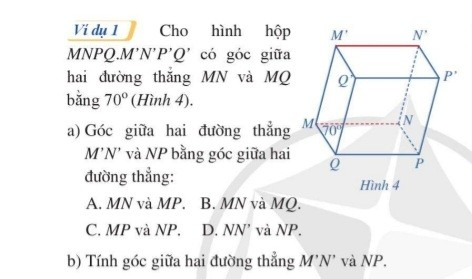 Ví dụ 1 Cho hình hộp
MNPQ.M'N'P'Q' có góc giữa
hai đường thẳng MN và MQ
bằng 70° (Hình 4).
a) Góc giữa hai đường thẳng
M'N' và NP bằng góc giữa hai
đường thẳng:
A. MN và MP. B. MN và MQ.
C. MP và NP. D. NN' và NP.
b) Tính góc giữa hai đường thẳng M'N' và NP.
M' N'
Q' P'
M 70° N
Q P
Hình 4